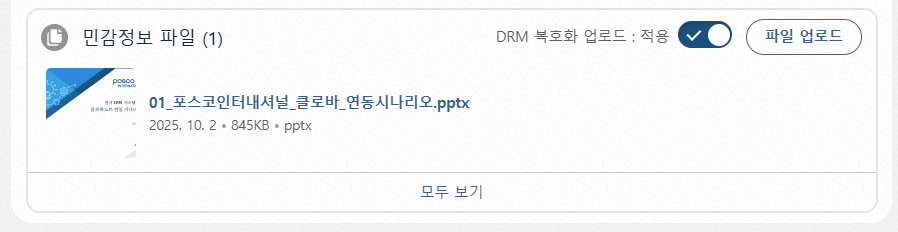 민감정보 파일 (1)
DRM 복호화 업로드 : 적용
파일 업로드
posco
01_포스코인터내셔널_클로바_연동시나리오.pptx
2025. 10. 2 • 845KB • pptx
모두 보기